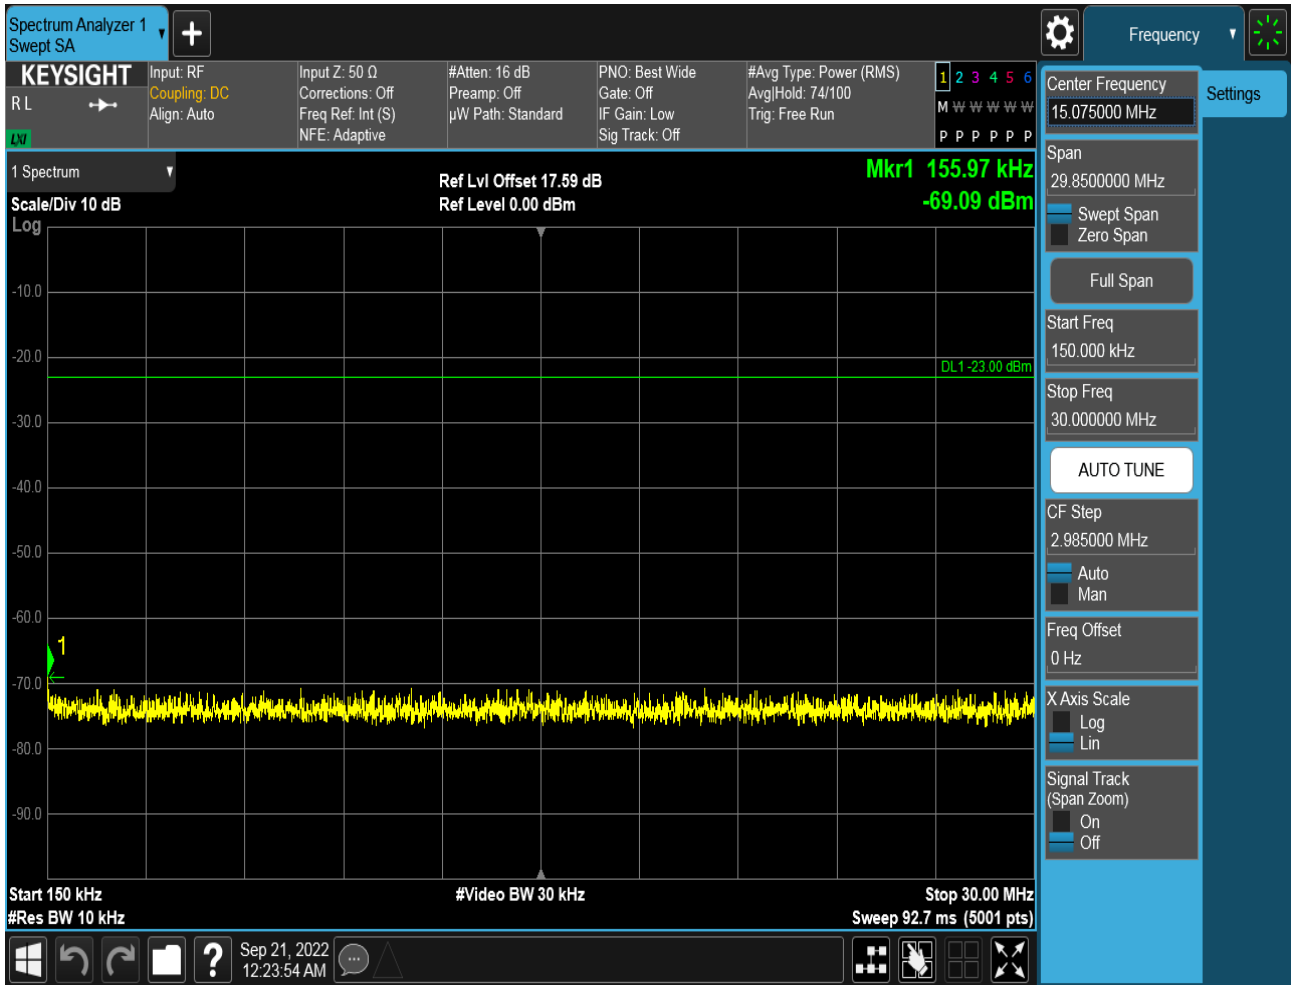 Spectrum Analyzer 1
Swept SA
Frequency
KEYSIGHT
R L
LXI
Input: RF
Coupling: DC
Align: Auto
Input Z: 50 Ω
Corrections: Off
Freq Ref: Int (S)
NFE: Adaptive
#Atten: 16 dB
Preamp: Off
µW Path: Standard
PNO: Best Wide
Gate: Off
IF Gain: Low
Sig Track: Off
#Avg Type: Power (RMS)
Avg|Hold: 74/100
Trig: Free Run
1 2 3 4 5 6
M W W W W W
P P P P P P
1 Spectrum
Scale/Div 10 dB
Log
Ref Lvl Offset 17.59 dB
Ref Level 0.00 dBm
Mkr1 155.97 kHz
-69.09 dBm
-10.0
-20.0
DL1 -23.00 dBm
-30.0
-40.0
-50.0
-60.0
1
-70.0
-80.0
-90.0
Start 150 kHz
#Video BW 30 kHz
Stop 30.00 MHz
#Res BW 10 kHz
Sweep 92.7 ms (5001 pts)
?
Sep 21, 2022
12:23:54 AM
Center Frequency
15.075000 MHz
Settings
Span
29.8500000 MHz
Swept Span
Zero Span
Full Span
Start Freq
150.000 kHz
Stop Freq
30.000000 MHz
AUTO TUNE
CF Step
2.985000 MHz
Auto
Man
Freq Offset
0 Hz
X Axis Scale
Log
Lin
Signal Track
(Span Zoom)
On
Off